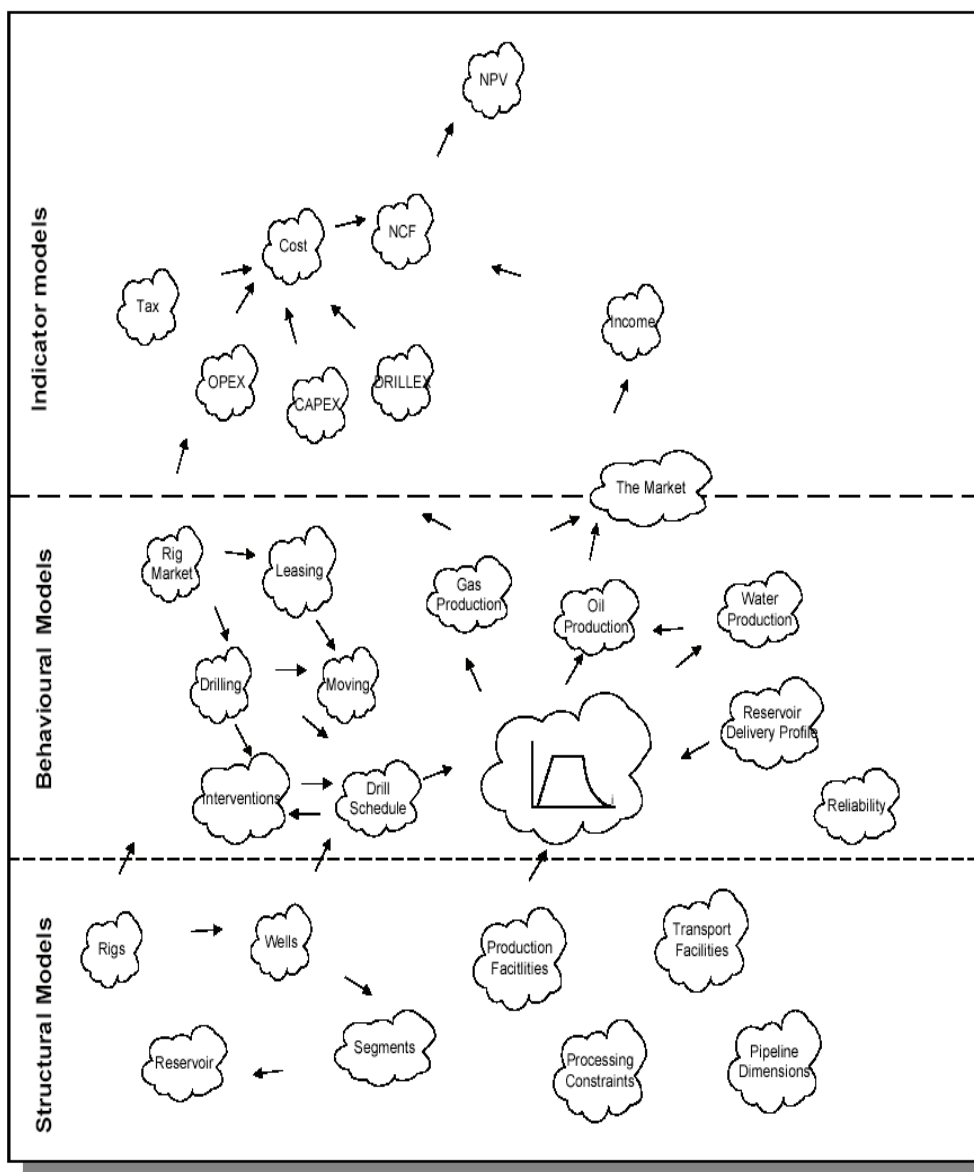 Indicator models
NPV
Cost
NCF
Tax
Income
OPEX
CAPEX
DRILLEX
The Market
Behavioural Models
Rig
Market
Leasing
Gas
Production
Oil
Production
Water
Production
Drilling
Moving
Reservoir
Delivery Profile
Interventions
Drill
Schedule
Reliability
Structural Models
Rigs
Wells
Production
Facitlities
Transport
Facilities
Reservoir
Segments
Processing
Constraints
Pipeline
Dimensions